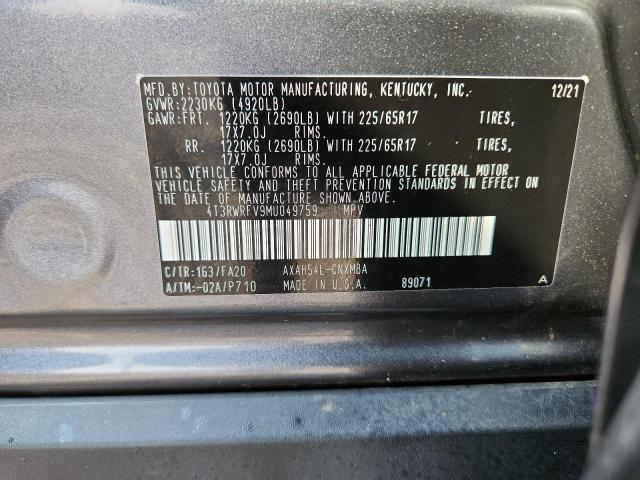 MFD.BY:TOYOTA MOTOR MANUFACTURING, KENTUCKY, INC. 12/21
GVWR:2230KG (4920LB)
GAWR:FRT. 1220KG (2690LB) WITH 225/65R17 TIRES,
17X7.0J RIMS.
RR. 1220KG (2690LB) WITH 225/65R17 TIRES,
17X7.0J RIMS.
THIS VEHICLE CONFORMS TO ALL APPLICABLE FEDERAL MOTOR
VEHICLE SAFETY AND THEFT PREVENTION STANDARDS IN EFFECT ON
THE DATE OF MANUFACTURE SHOWN ABOVE.
4T3RWRFV9MU049759 MPV
C/TR:1G3/FA20 AXAH54L-CNXMBA
A/TM:-02A/P710 MADE IN U.S.A. 89071 A